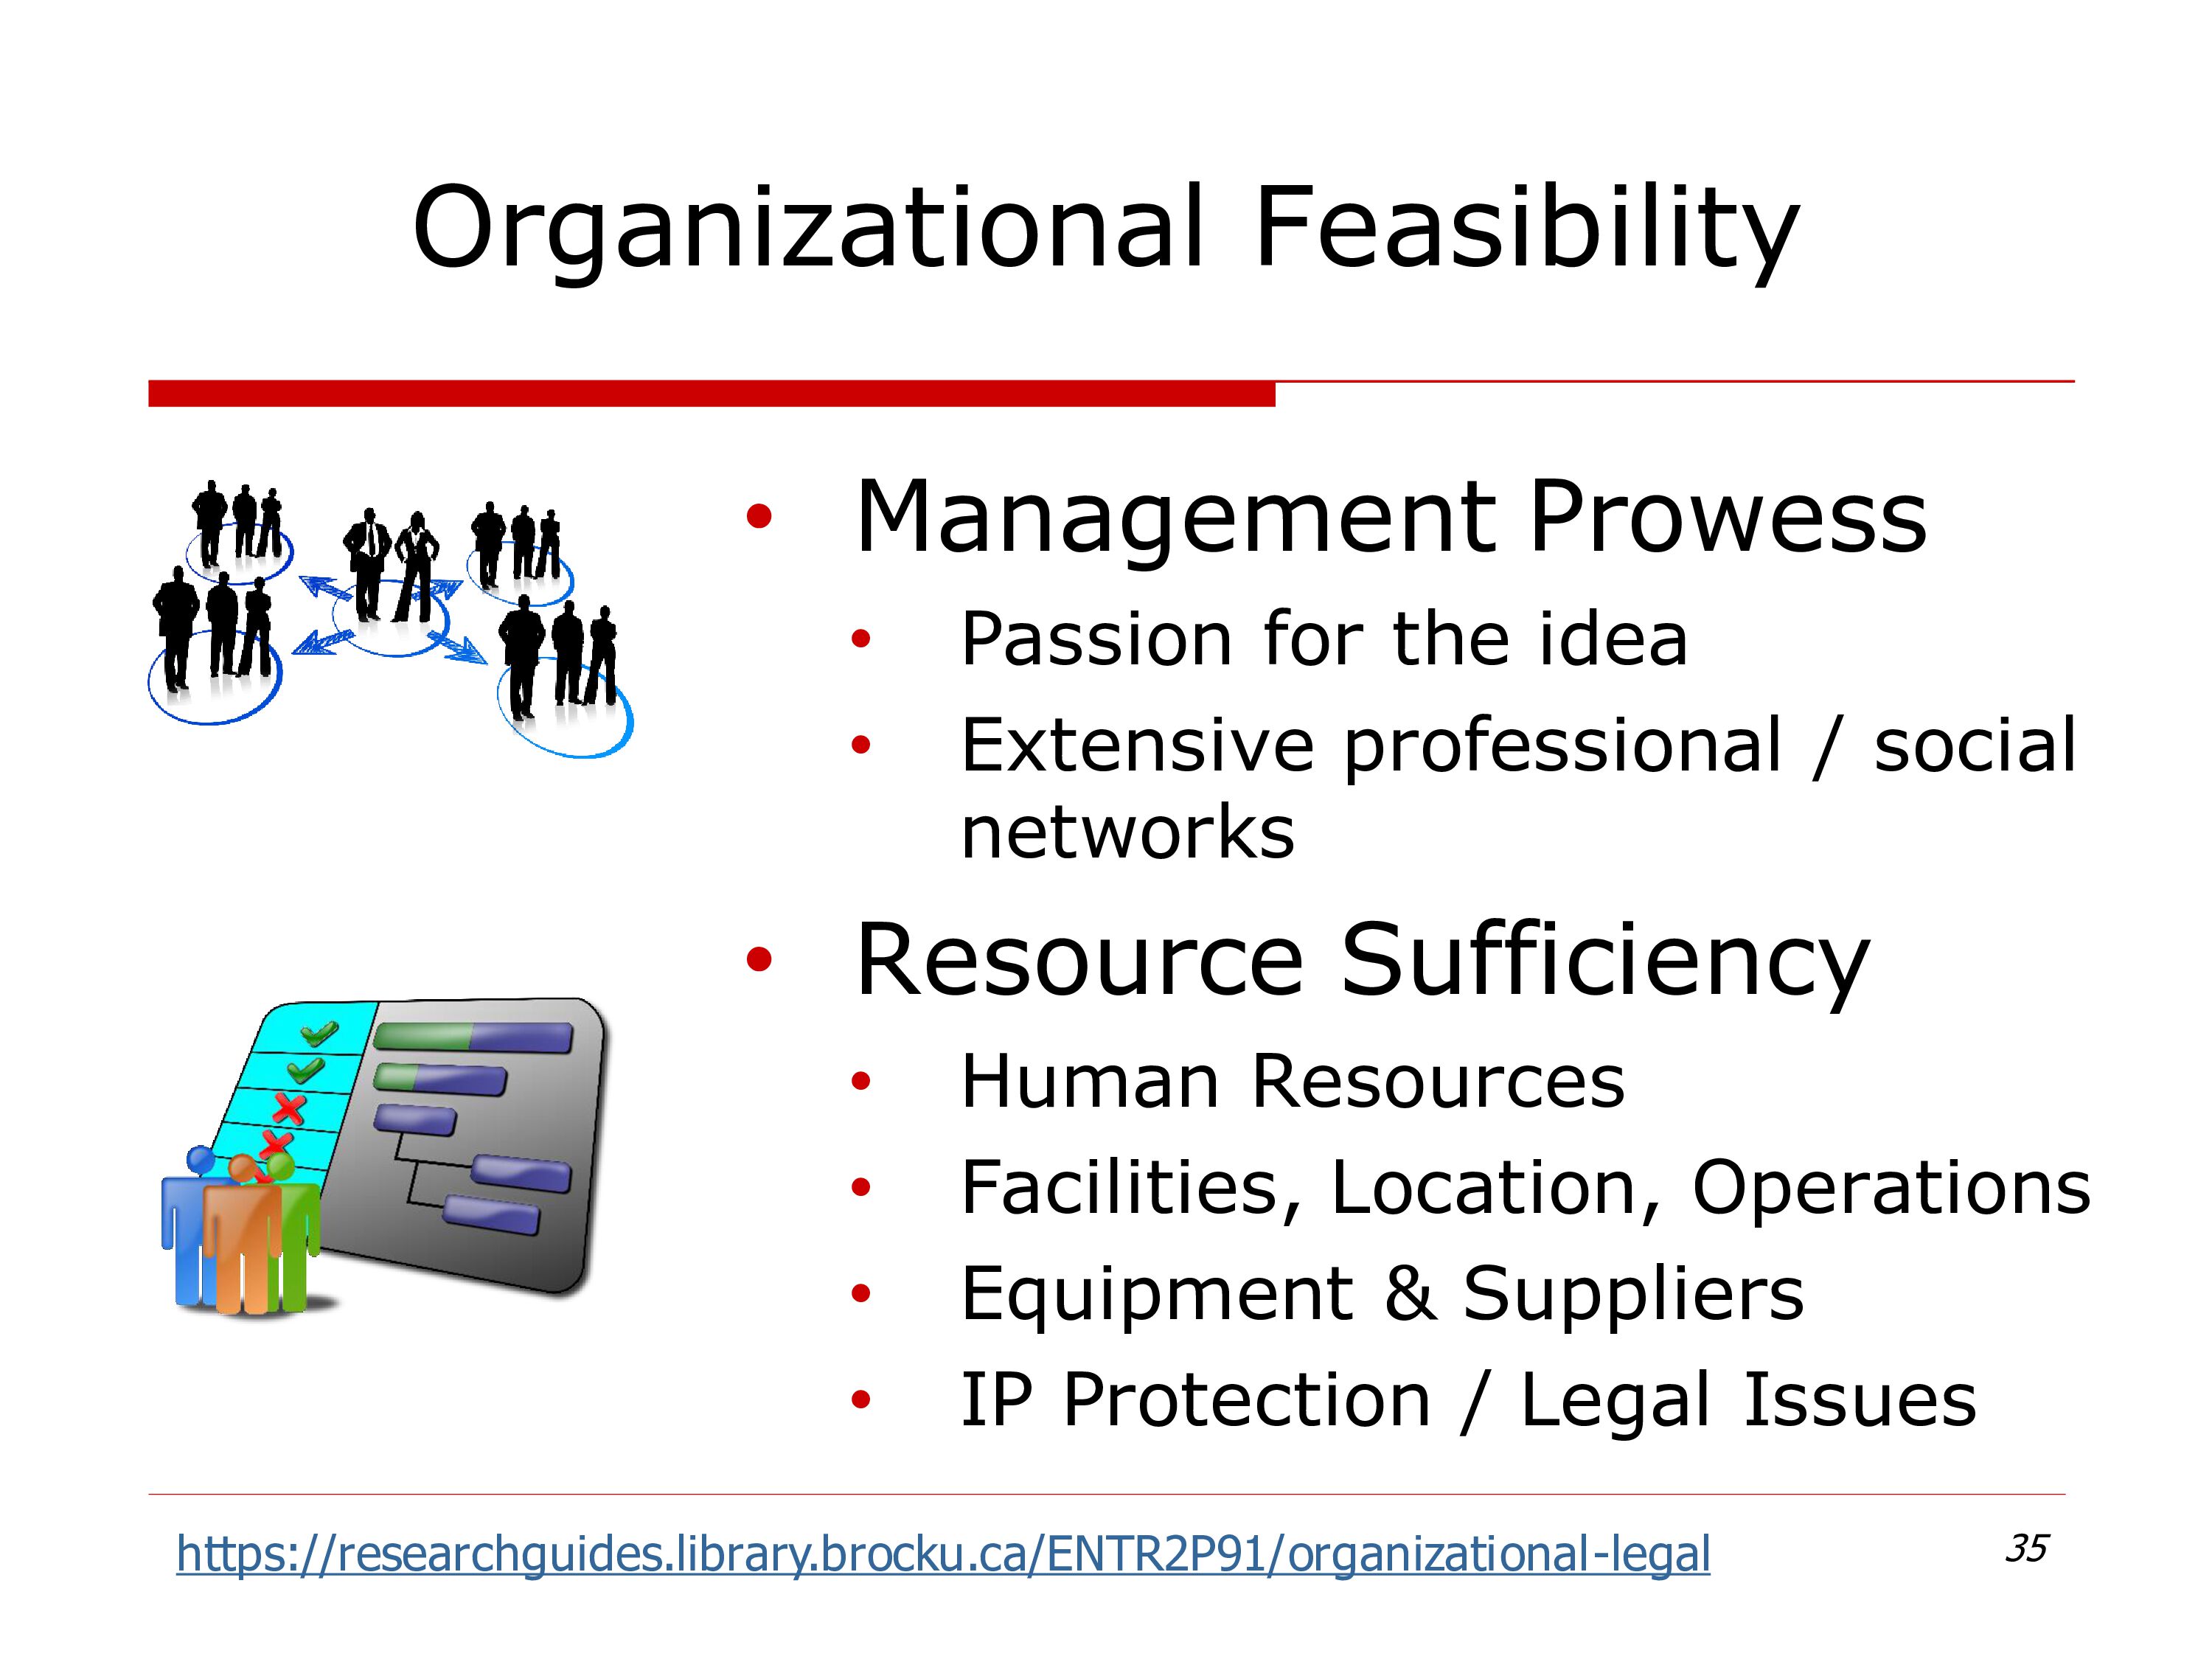 Organizational Feasibility
• Management Prowess
• Passion for the idea
• Extensive professional / social
networks
• Resource Sufficiency
• Human Resources
• Facilities, Location, Operations
• Equipment & Suppliers
• IP Protection / Legal Issues
https://researchguides.library.brocku.ca/ENTR2P91/organizational-legal
35